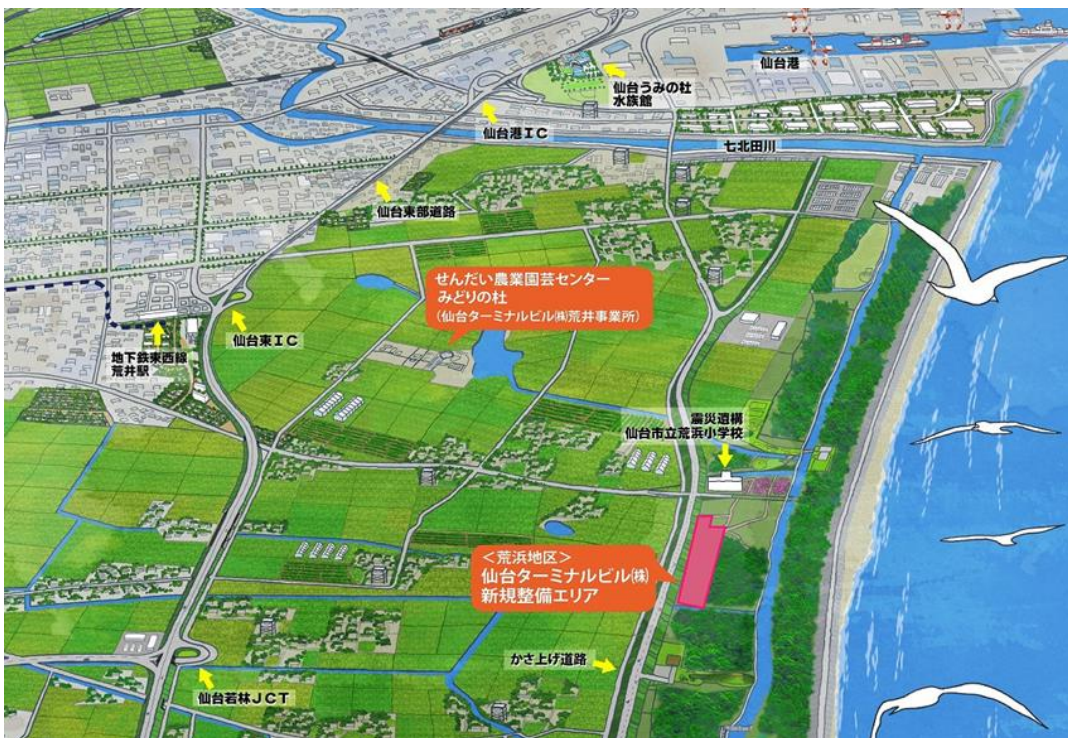 仙台港
仙台うみの杜
水族館
仙台港IC
七北田川
仙台東部道路
せんだい農業園芸センター
みどりの杜
(仙台ターミナルビル㈱荒井事業所)
仙台東IC
地下鉄東西線
荒井駅
震災遺構
仙台市立荒浜小学校
<荒浜地区>
仙台ターミナルビル㈱
新規整備エリア
かさ上げ道路
仙台若林JCT